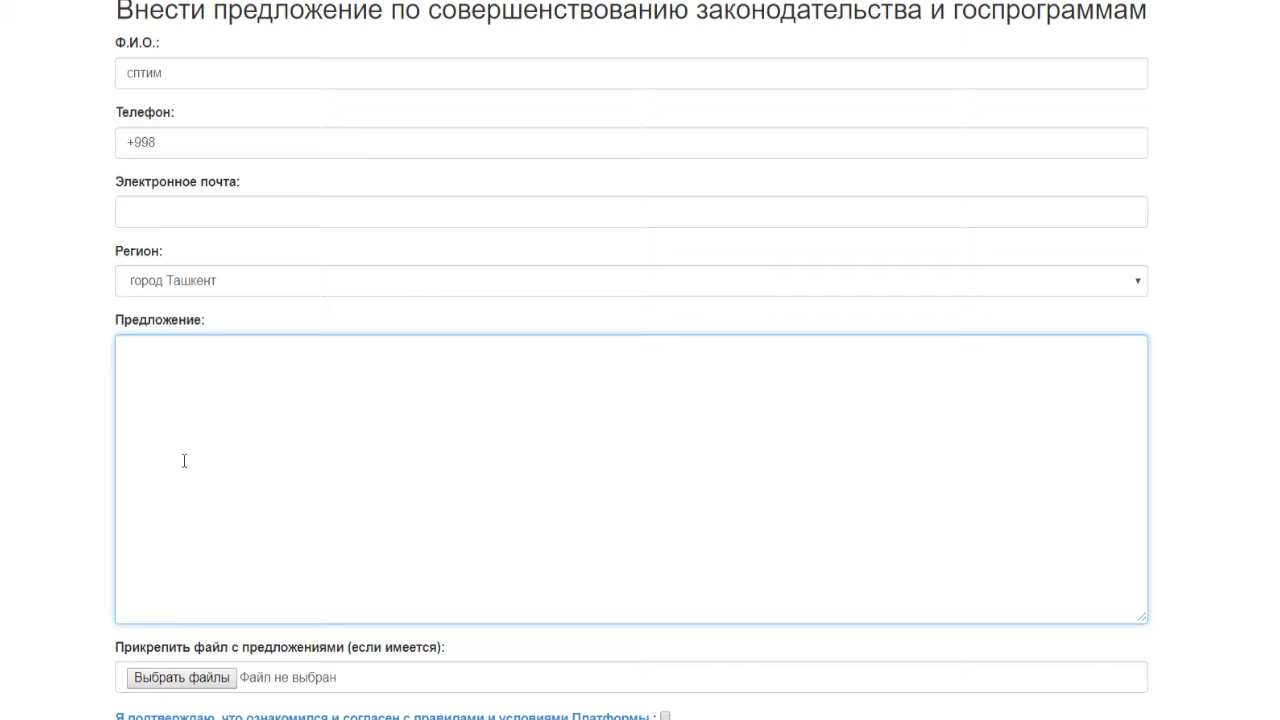 Внести предложение по совершенствованию законодательства и госпрограммам
Ф.И.О.:
сптим
Телефон:
+998
Электронное почта:
Регион:
город Ташкент
Предложение:
Прикрепить файл с предложениями (если имеется):
Выбрать файлы Файл не выбран
Я подтверждаю, что ознакомился и согласен с правилами и условиями Платформы :